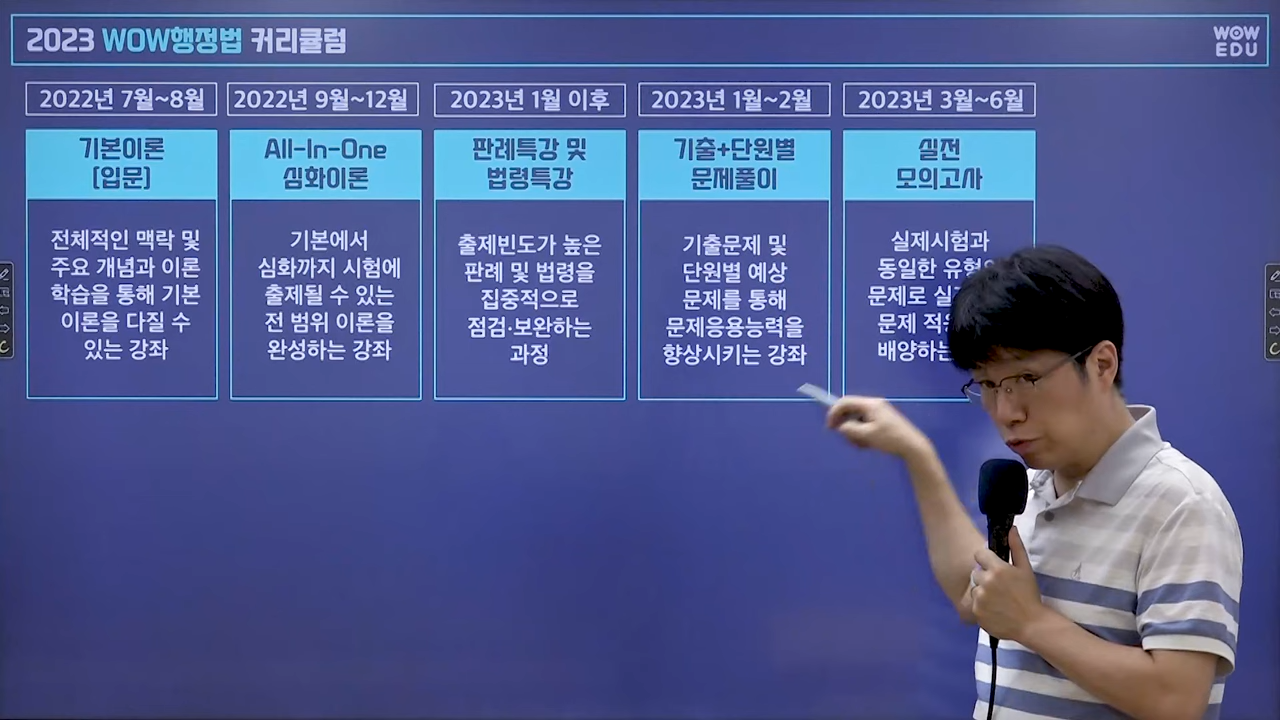 2023 WOW행정법 커리큘럼
WOW
EDU
2022년 7월~8월
기본이론
[입문]
전체적인 맥락 및
주요 개념과 이론
학습을 통해 기본
이론을 다질 수
있는 강좌
2022년 9월~12월
All-In-One
심화이론
기본에서
심화까지 시험에
출제될 수 있는
전 범위 이론을
완성하는 강좌
2023년 1월 이후
판례특강 및
법령특강
출제빈도가 높은
판례 및 법령을
집중적으로
점검·보완하는
과정
2023년 1월~2월
기출+단원별
문제풀이
기출문제 및
단원별 예상
문제를 통해
문제응용능력을
향상시키는 강좌
2023년 3월~6월
실전
모의고사
실제시험과
동일한
문제로
문제
배양하는